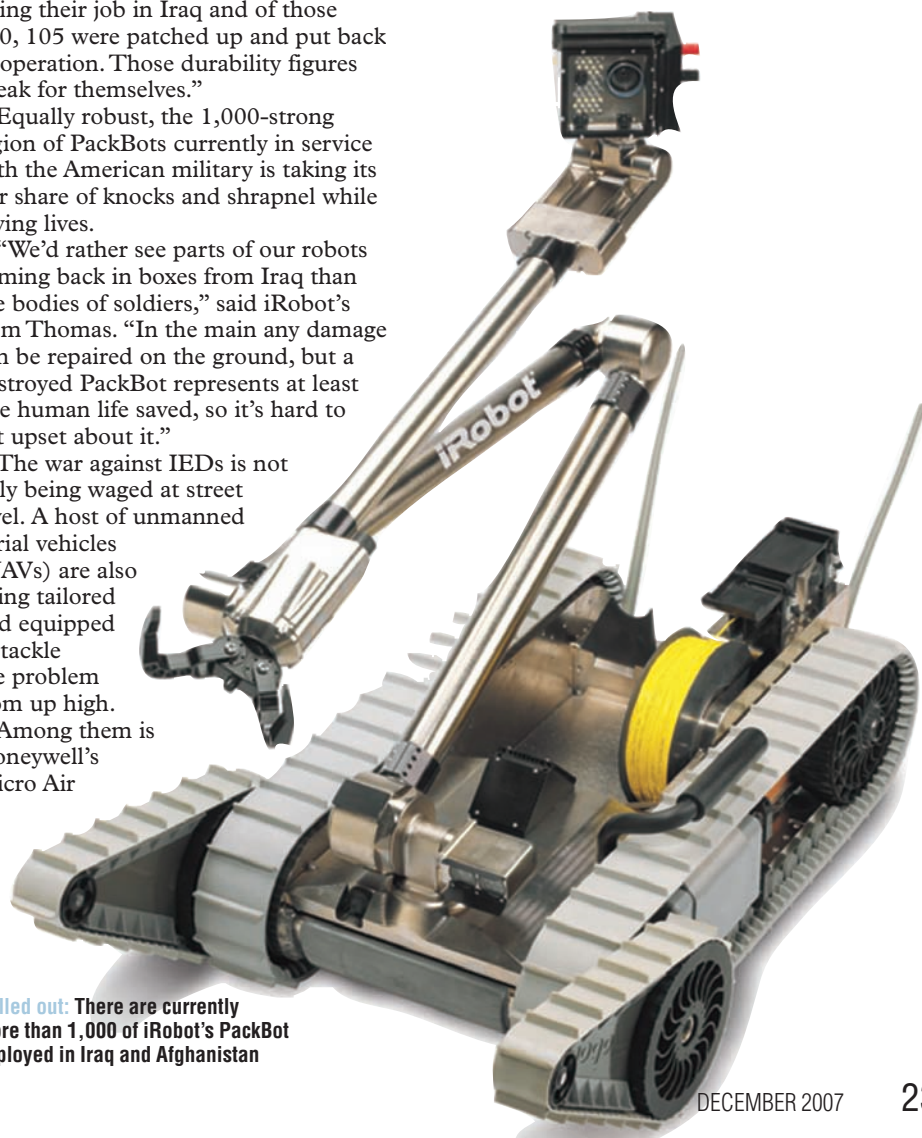 ing their job in Iraq and of those
0, 105 were patched up and put back
operation. Those durability figures
eak for themselves.”
Equally robust, the 1,000-strong
gion of PackBots currently in service
th the American military is taking its
r share of knocks and shrapnel while
ving lives.
“We’d rather see parts of our robots
ming back in boxes from Iraq than
e bodies of soldiers,” said iRobot’s
m Thomas. “In the main any damage
n be repaired on the ground, but a
stroyed PackBot represents at least
e human life saved, so it’s hard to
t upset about it.”
The war against IEDs is not
ly being waged at street
vel. A host of unmanned
rial vehicles
AVs) are also
ing tailored
d equipped
tackle
e problem
om up high.
Among them is
oneywell’s
icro Air
iRobot
lled out: There are currently
ore than 1,000 of iRobot’s PackBot
ployed in Iraq and Afghanistan
DECEMBER 2007 2